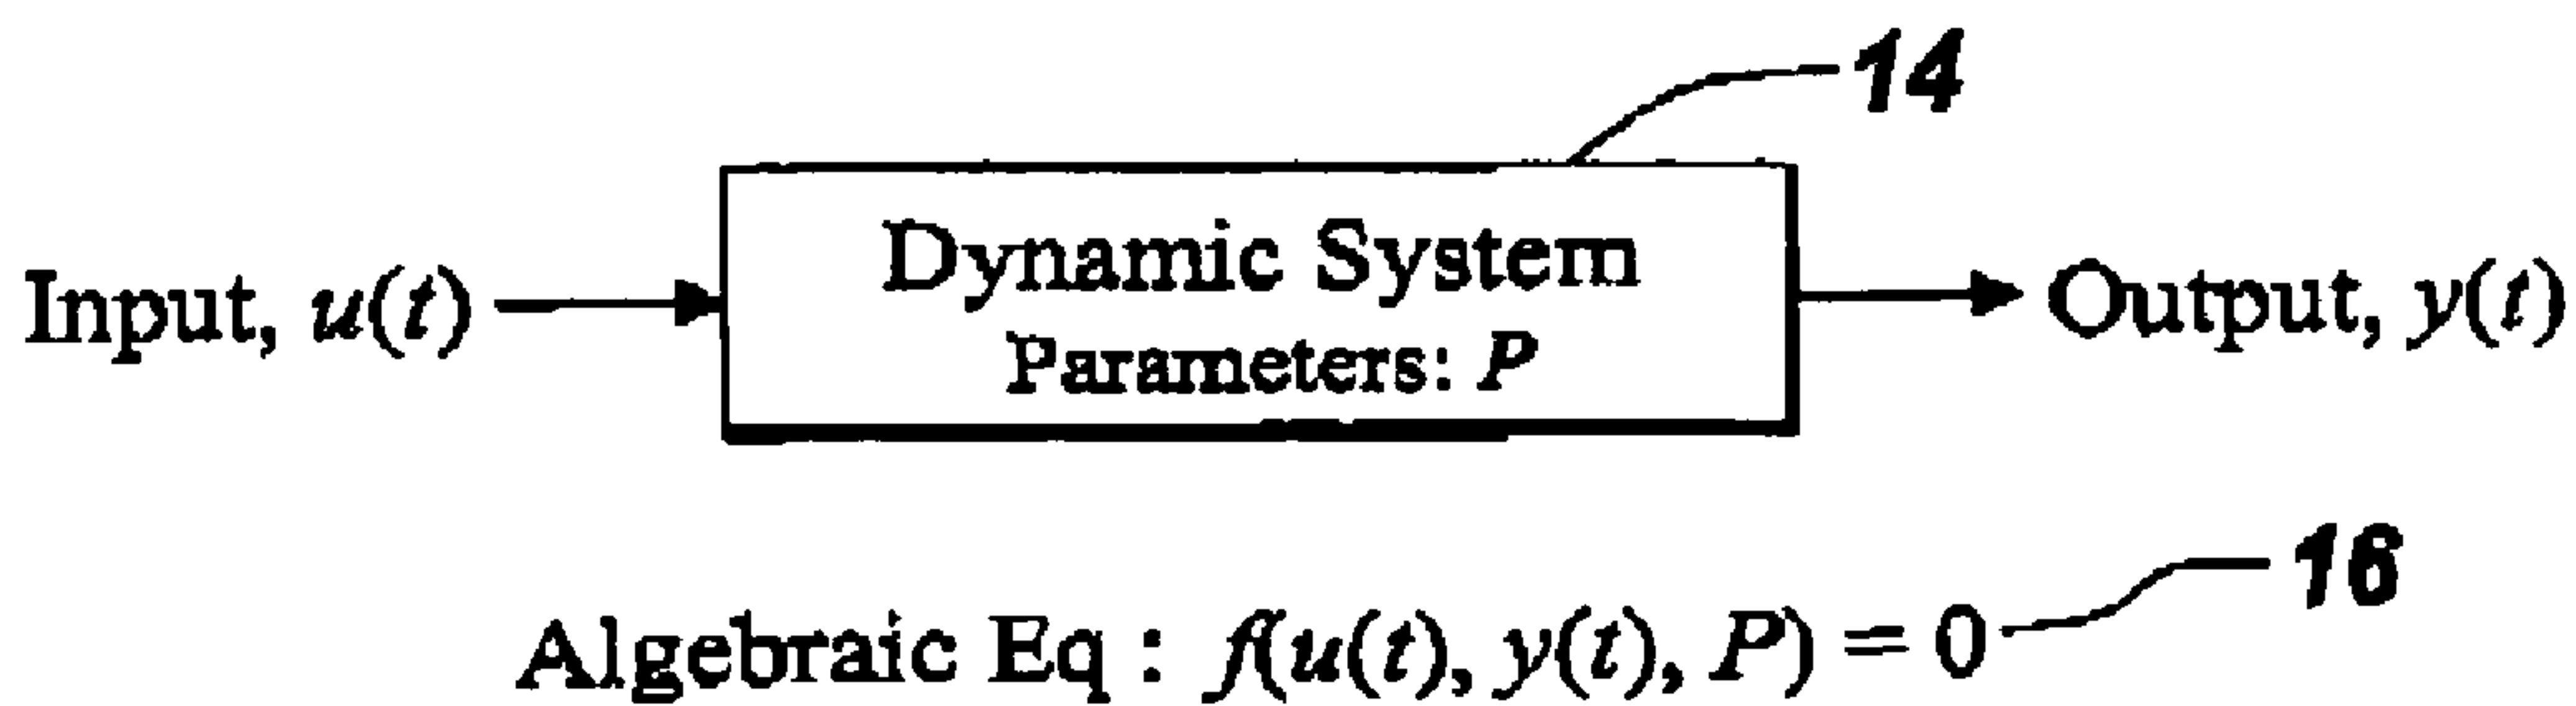 14
Dynamic System
Input, u(t)
Output, y(t)
Parameters: P
16
Algebraic Eq : f(u(t), y(t), P) = 0